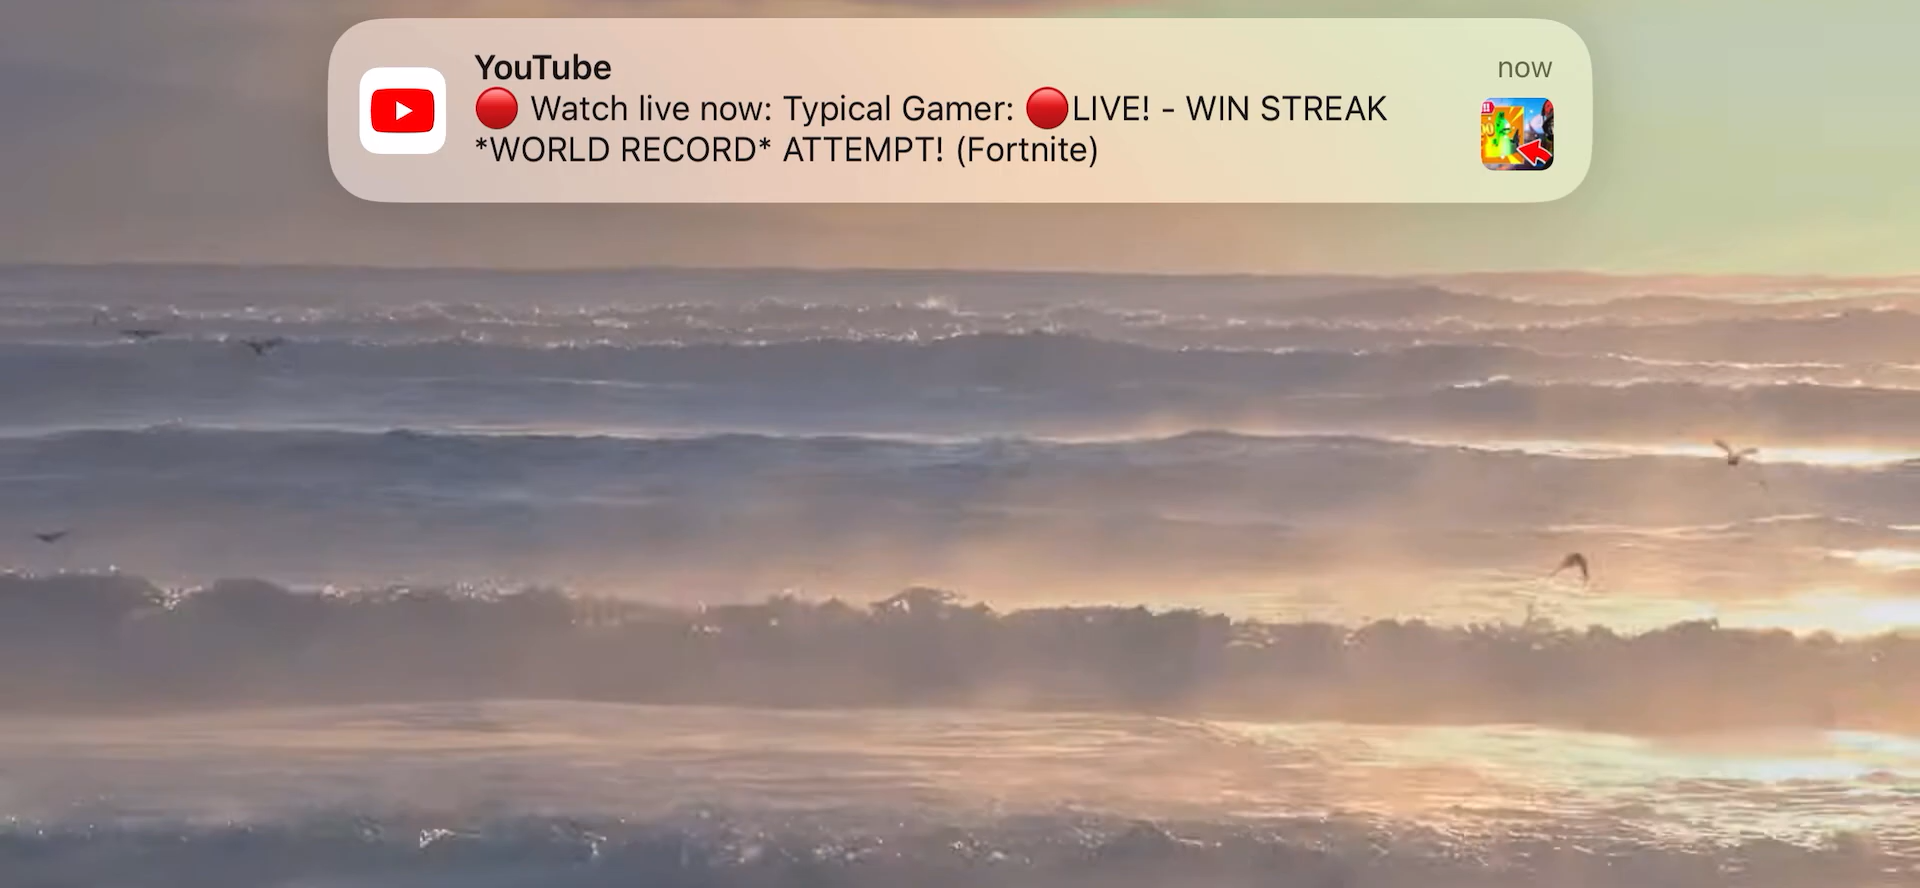 YouTube
now
🔴 Watch live now: Typical Gamer: 🔴LIVE! - WIN STREAK
*WORLD RECORD* ATTEMPT! (Fortnite)